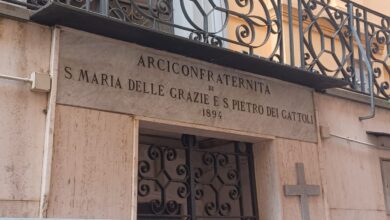 ARCICONFRATERNITA
DI
S. MARIA DELLE GRAZIE E S. PIETRO DEI GATTOLI
1894